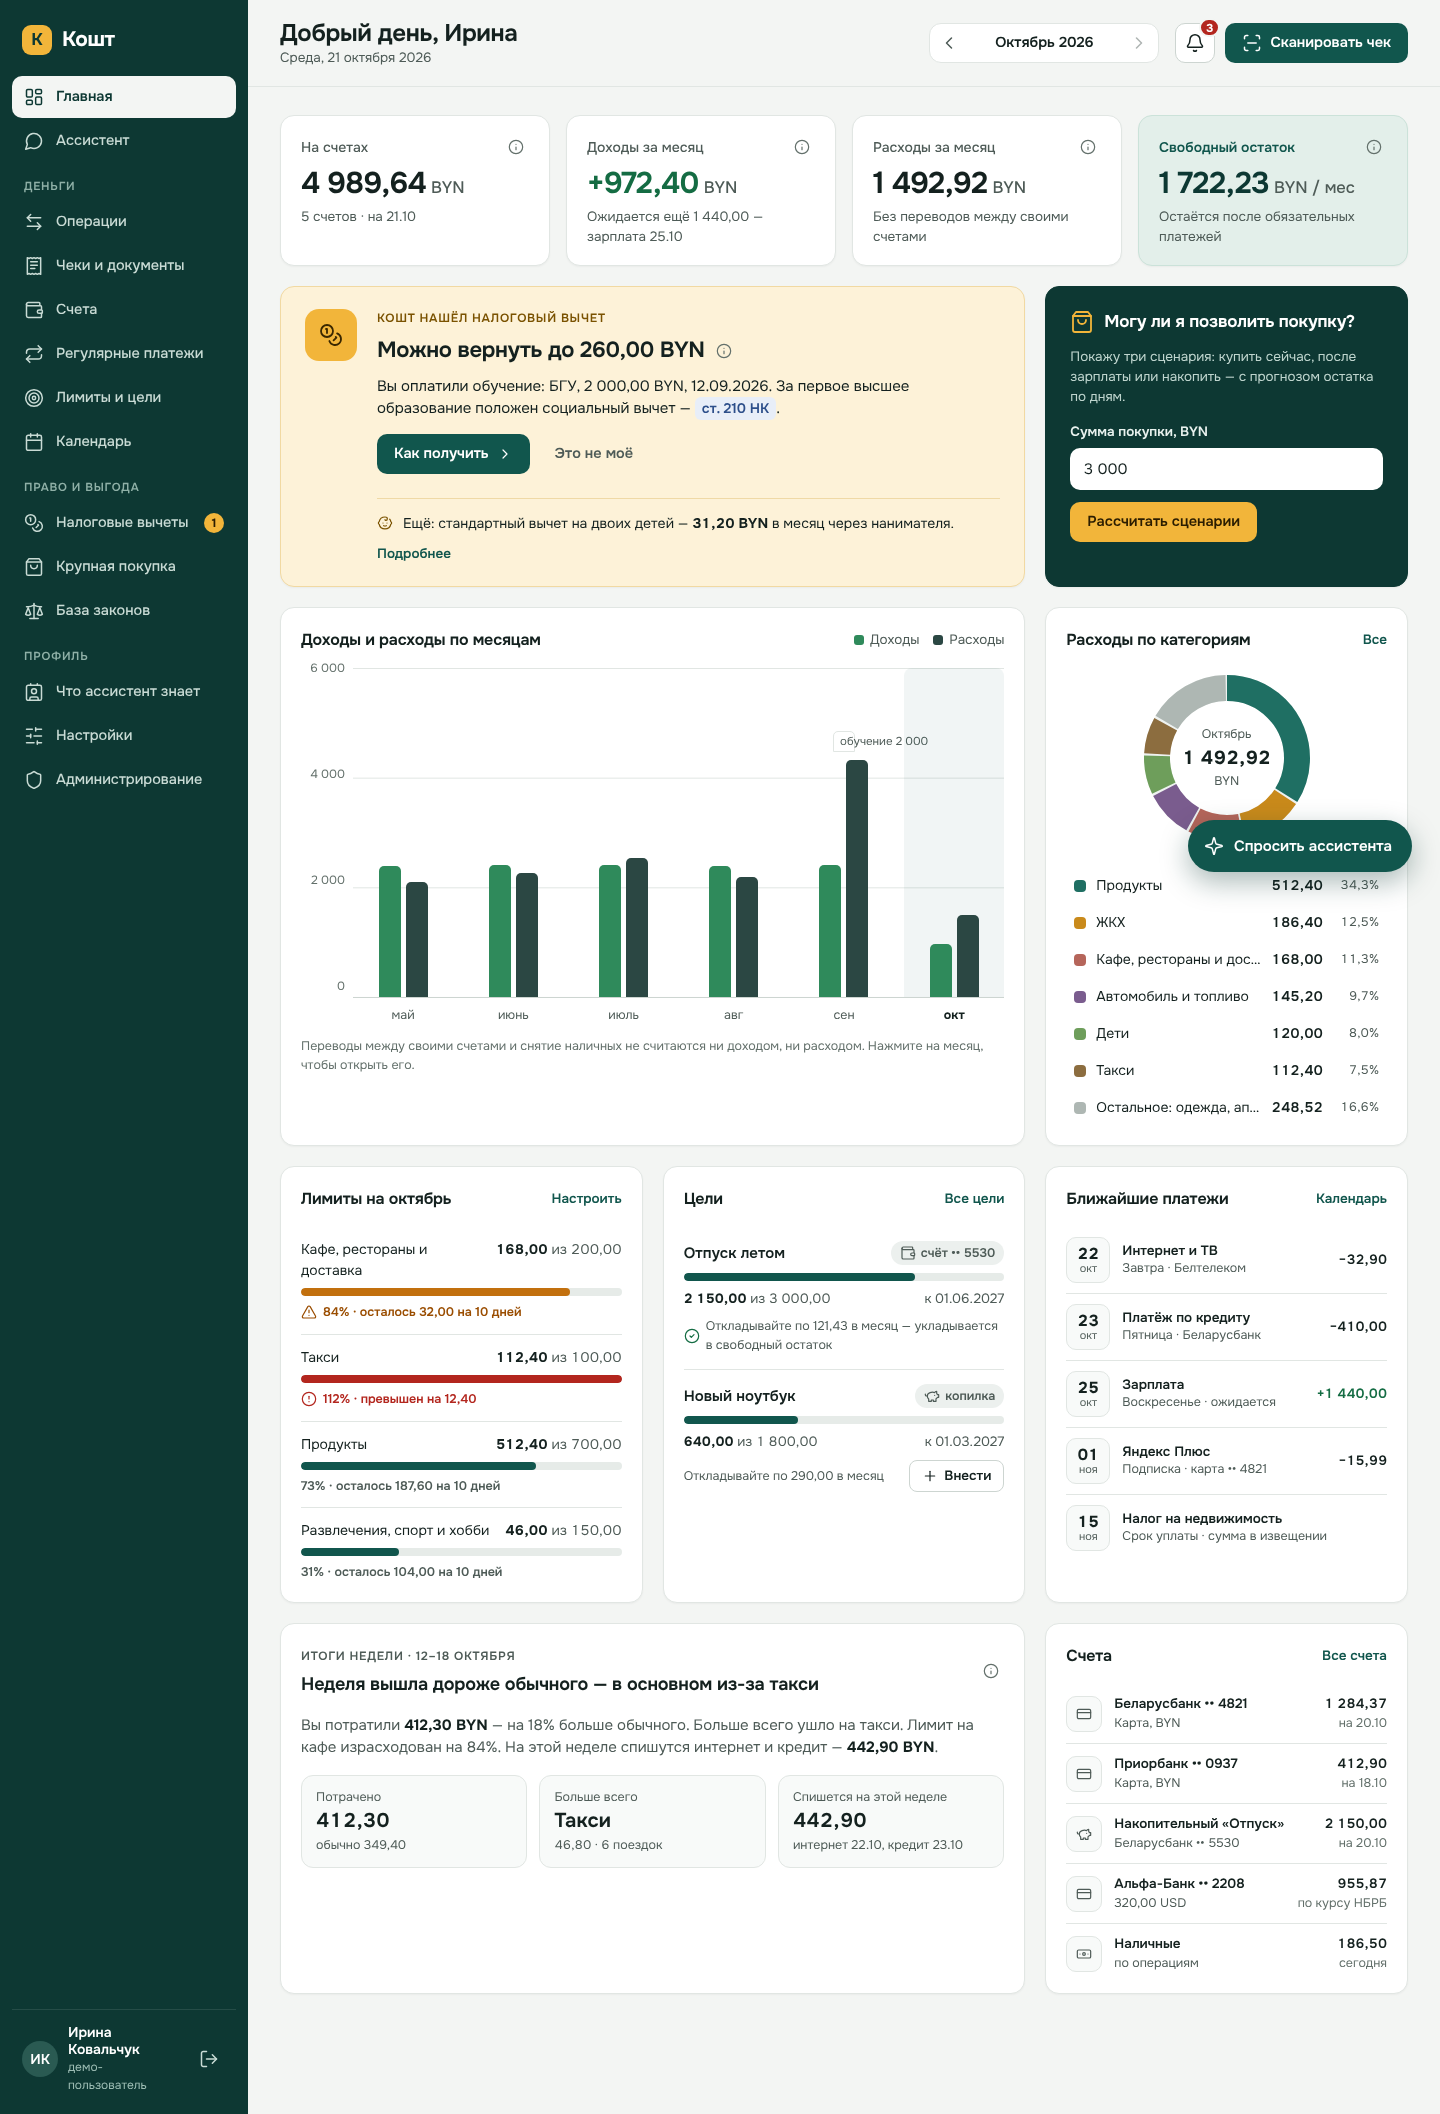 К Кошт
Главная
Ассистент
ДЕНЬГИ
Операции
Чеки и документы
Счета
Регулярные платежи
Лимиты и цели
Календарь
ПРАВО И ВЫГОДА
Налоговые вычеты 1
Крупная покупка
База законов
ПРОФИЛЬ
Что ассистент знает
Настройки
Администрирование
ИК
Ирина
Ковальчук
демо-
пользователь
Добрый день, Ирина
Среда, 21 октября 2026
Октябрь 2026
3
Сканировать чек
На счетах
4 989,64 BYN
5 счетов · на 21.10
Доходы за месяц
+972,40 BYN
Ожидается ещё 1 440,00 —
зарплата 25.10
Расходы за месяц
1 492,92 BYN
Без переводов между своими
счетами
Свободный остаток
1 722,23 BYN / мес
Остаётся после обязательных
платежей
КОШТ НАШЁЛ НАЛОГОВЫЙ ВЫЧЕТ
Можно вернуть до 260,00 BYN
Вы оплатили обучение: БГУ, 2 000,00 BYN, 12.09.2026. За первое высшее
образование положен социальный вычет — ст. 210 НК .
Как получить
Это не моё
Ещё: стандартный вычет на двоих детей — 31,20 BYN в месяц через нанимателя.
Подробнее
Могу ли я позволить покупку?
Покажу три сценария: купить сейчас, после
зарплаты или накопить — с прогнозом остатка
по дням.
Сумма покупки, BYN
3 000
Рассчитать сценарии
Доходы и расходы по месяцам
Доходы Расходы
6 000
4 000
2 000
0
обучение 2 000
май июнь июль авг сен окт
Переводы между своими счетами и снятие наличных не считаются ни доходом, ни расходом. Нажмите на месяц,
чтобы открыть его.
Расходы по категориям Все
Октябрь
1 492,92
BYN
Спросить ассистента
Продукты 512,40 34,3%
ЖКХ 186,40 12,5%
Кафе, рестораны и дос... 168,00 11,3%
Автомобиль и топливо 145,20 9,7%
Дети 120,00 8,0%
Такси 112,40 7,5%
Остальное: одежда, ап... 248,52 16,6%
Лимиты на октябрь Настроить
Кафе, рестораны и
доставка
168,00 из 200,00
84% · осталось 32,00 на 10 дней
Такси 112,40 из 100,00
112% · превышен на 12,40
Продукты 512,40 из 700,00
73% · осталось 187,60 на 10 дней
Развлечения, спорт и хобби 46,00 из 150,00
31% · осталось 104,00 на 10 дней
Цели Все цели
Отпуск летом счёт •• 5530
2 150,00 из 3 000,00 к 01.06.2027
Откладывайте по 121,43 в месяц — укладывается
в свободный остаток
Новый ноутбук копилка
640,00 из 1 800,00 к 01.03.2027
Откладывайте по 290,00 в месяц
Внести
Ближайшие платежи Календарь
22 окт
Интернет и ТВ
Завтра · Белтелеком
−32,90
23 окт
Платёж по кредиту
Пятница · Беларусбанк
−410,00
25 окт
Зарплата
Воскресенье · ожидается
+1 440,00
01 ноя
Яндекс Плюс
Подписка · карта •• 4821
−15,99
15 ноя
Налог на недвижимость
Срок уплаты · сумма в извещении
ИТОГИ НЕДЕЛИ · 12–18 ОКТЯБРЯ
Неделя вышла дороже обычного — в основном из-за такси
Вы потратили 412,30 BYN — на 18% больше обычного. Больше всего ушло на такси. Лимит на
кафе израсходован на 84%. На этой неделе спишутся интернет и кредит — 442,90 BYN.
Потрачено
412,30
обычно 349,40
Больше всего
Такси
46,80 · 6 поездок
Спишется на этой неделе
442,90
интернет 22.10, кредит 23.10
Счета Все счета
Беларусбанк •• 4821 1 284,37
Карта, BYN на 20.10
Приорбанк •• 0937 412,90
Карта, BYN на 18.10
Накопительный «Отпуск» 2 150,00
Беларусбанк •• 5530 на 20.10
Альфа-Банк •• 2208 955,87
320,00 USD по курсу НБРБ
Наличные 186,50
по операциям сегодня